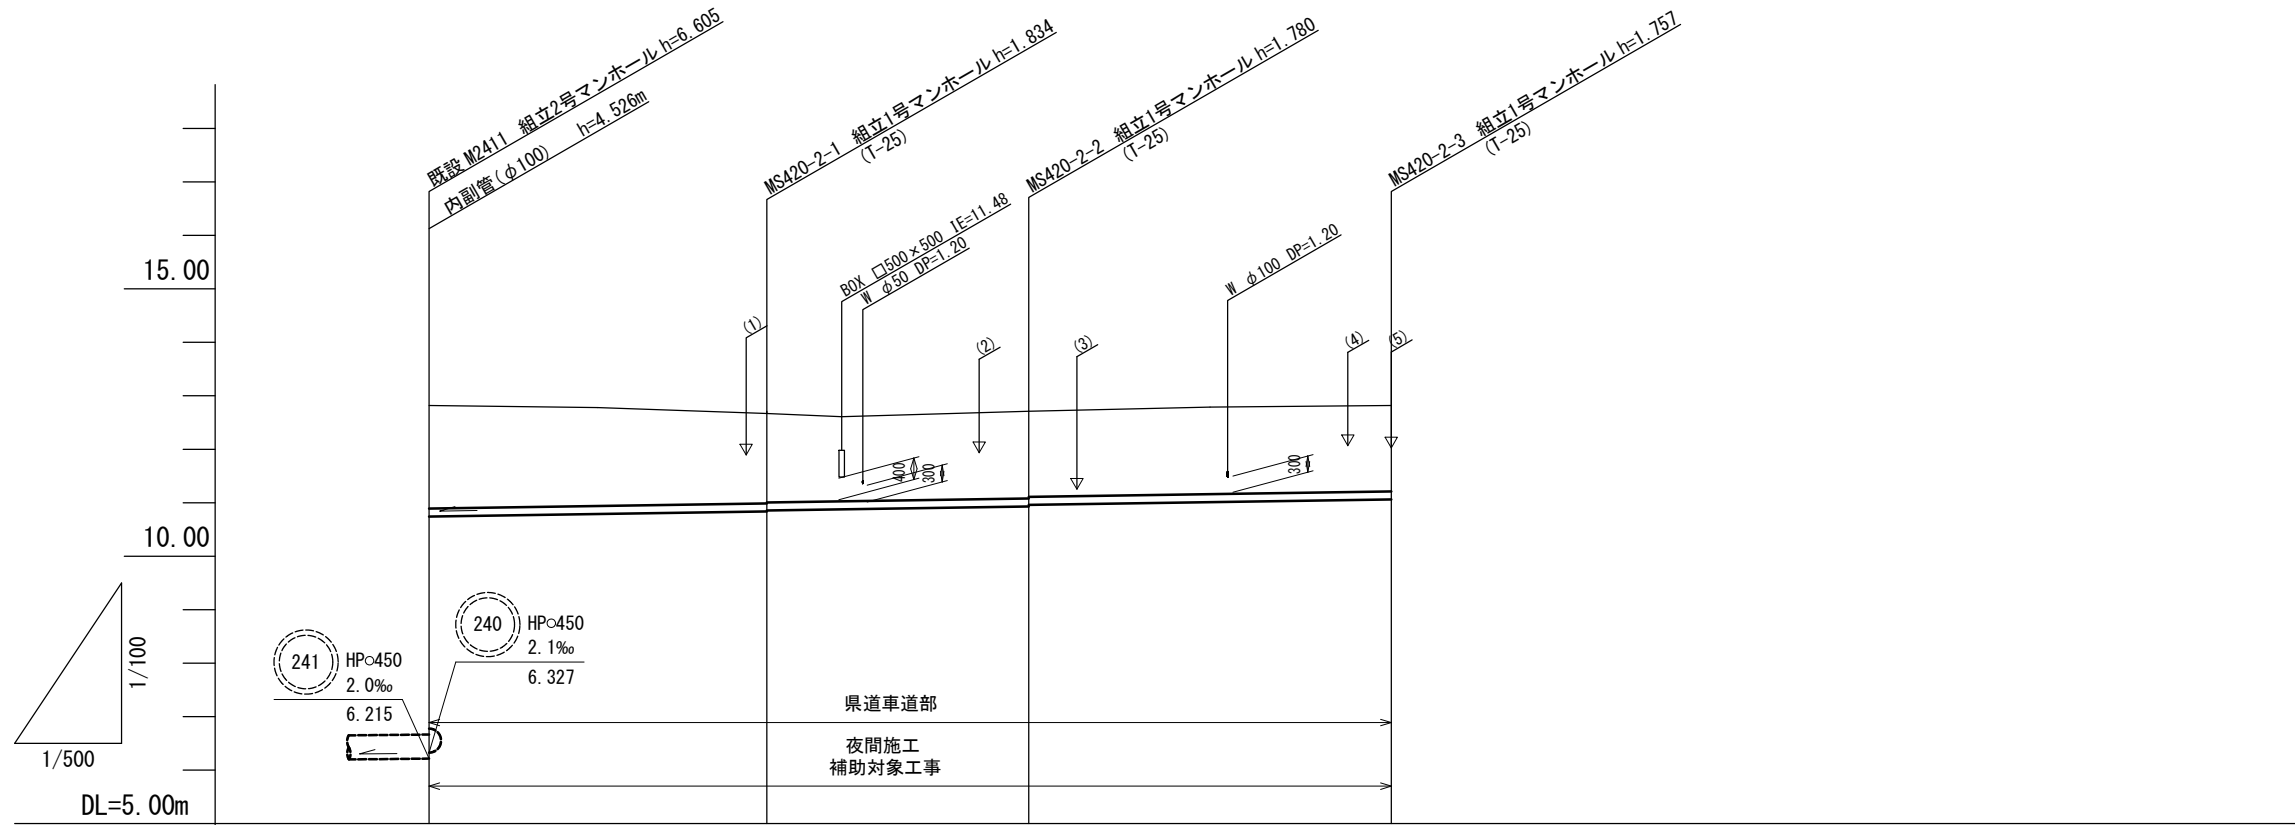 既設 M2411　組立2号マンホール h=6.605
内副管(φ100)　h=4.526m
MS420-2-1　組立1号マンホール h=1.834
(T-25)
MS420-2-2　組立1号マンホール h=1.780
(T-25)
MS420-2-3　組立1号マンホール h=1.757
(T-25)
BOX □500×500 IE=11.48
W φ50 DP=1.20
W φ100 DP=1.20
15.00
(1)
(2)
(3)
(4)
(5)
400
300
300
10.00
1/100
1/500
241
HP○450
2.0‰
6.215
240
HP○450
2.1‰
6.327
県道車道部
夜間施工
補助対象工事
DL=5.00m